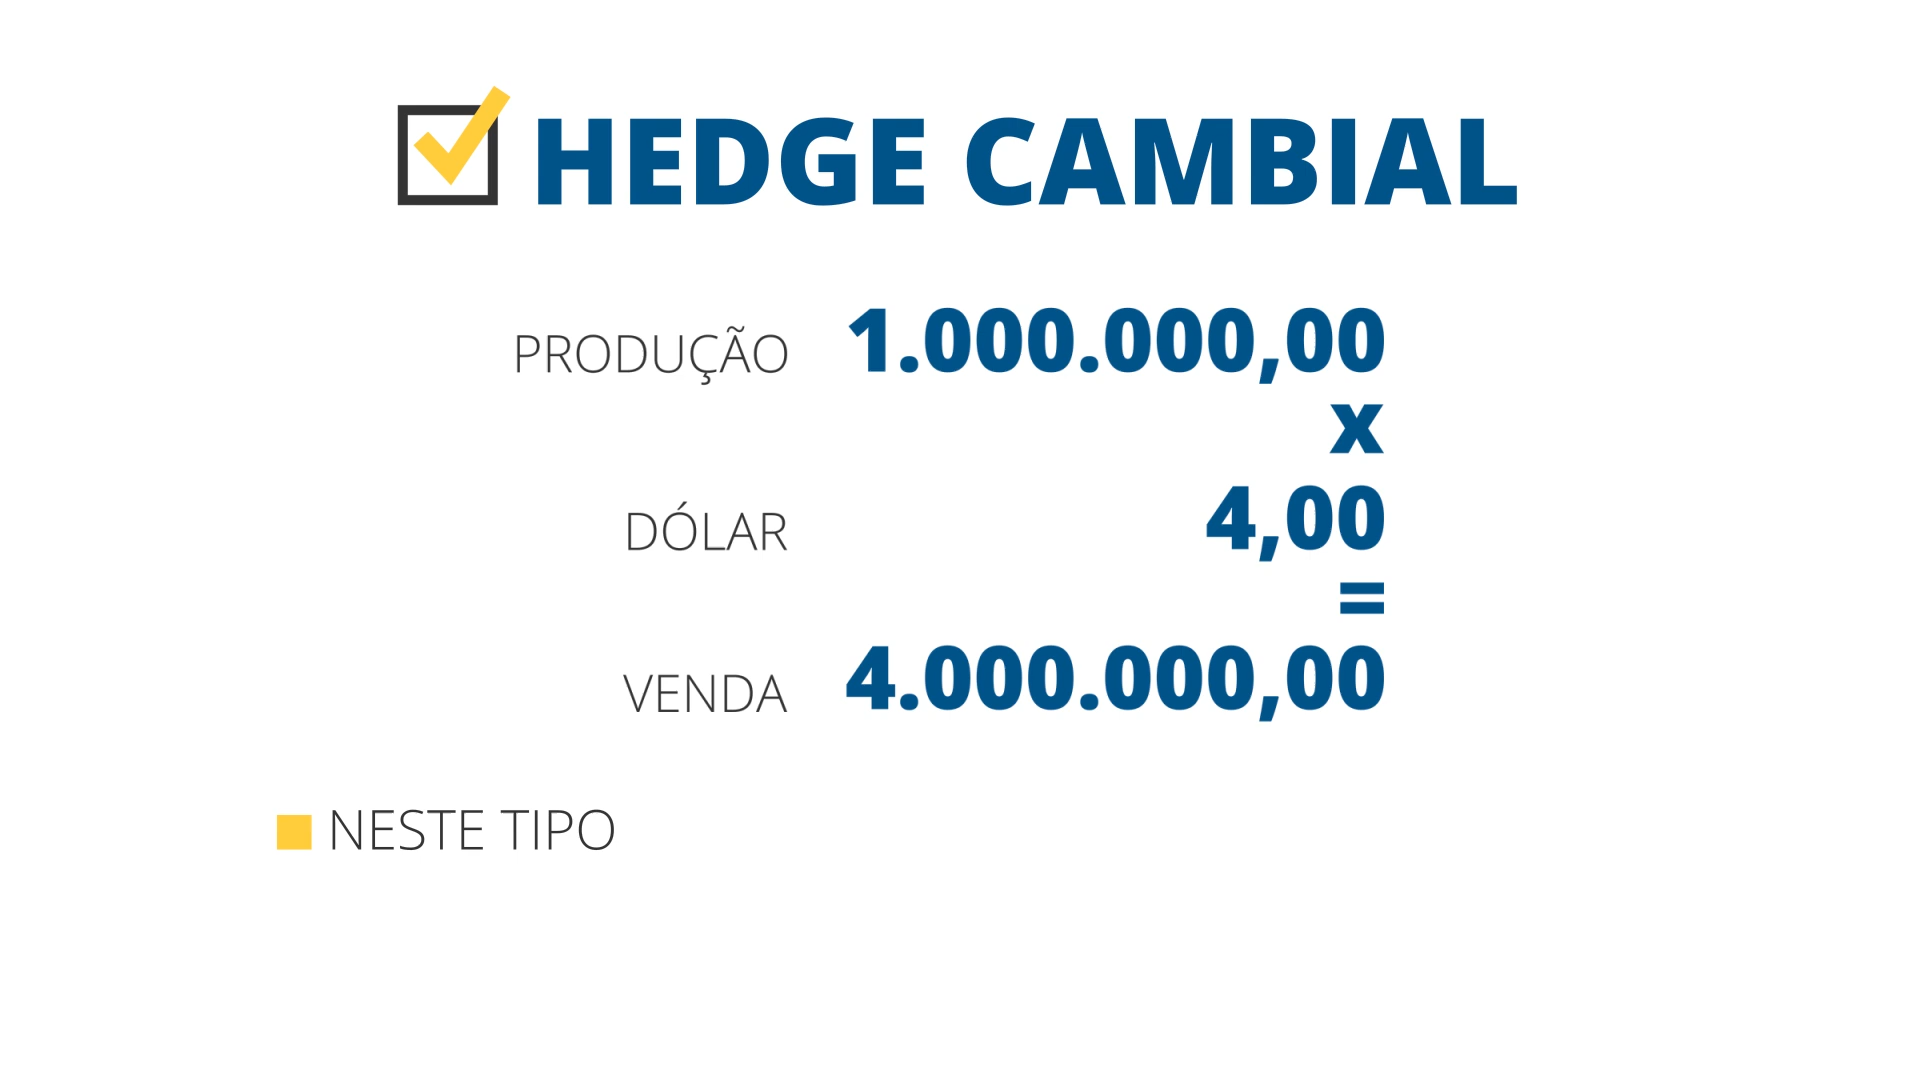 HEDGE CAMBIAL
PRODUÇÃO 1.000.000,00
x
DÓLAR 4,00
=
VENDA 4.000.000,00
NESTE TIPO